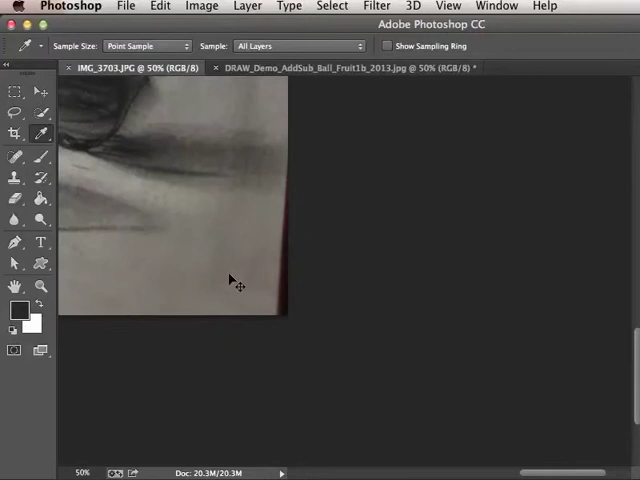 Photoshop File Edit Image Layer Type Select Filter 3D View Window Help
Adobe Photoshop CC
Sample Size: Point Sample Sample: All Layers Show Sampling Ring
× IMG_3703.JPG @ 50% (RGB/8) × DRAW_Demo_AddSub_Ball_Fruit1b_2013.jpg @ 50% (RGB/8) *
50% Doc: 20.3M/20.3M